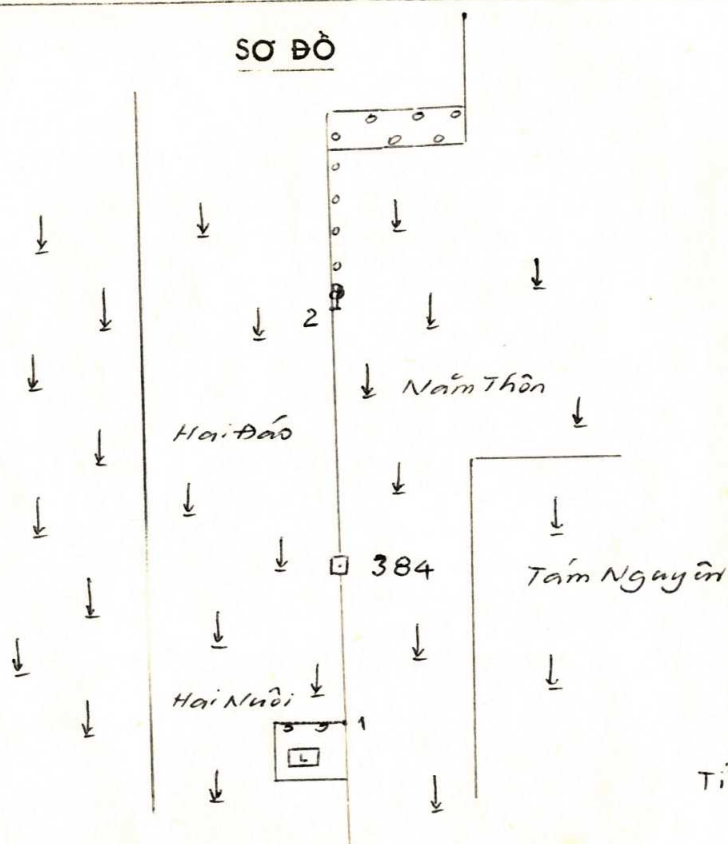 SƠ ĐỒ
2
Năm Thôn
Hai Đáo
384
Tám Nguyên
Hai Nuôi
1
L